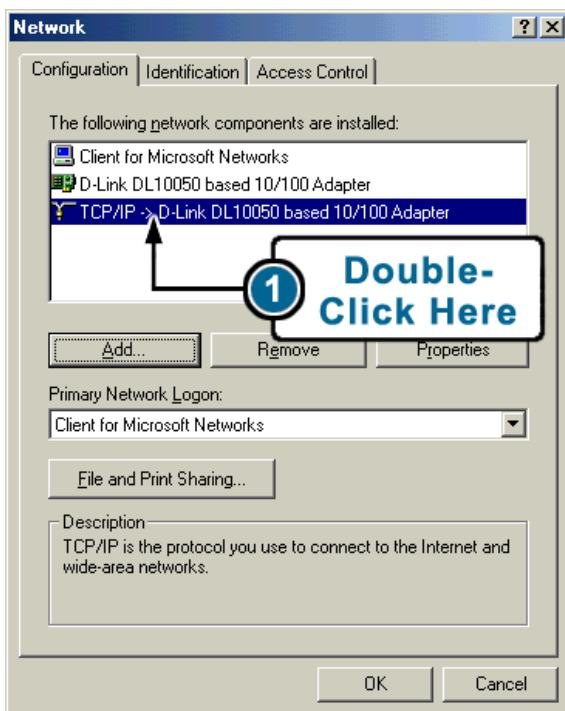 Network
Configuration Identification Access Control
The following network components are installed:
Client for Microsoft Networks
D-Link DL10050 based 10/100 Adapter
TCP/IP -> D-Link DL10050 based 10/100 Adapter
1
Double-
Click Here
Add... Remove Properties
Primary Network Logon:
Client for Microsoft Networks
File and Print Sharing...
Description
TCP/IP is the protocol you use to connect to the Internet and
wide-area networks.
OK Cancel